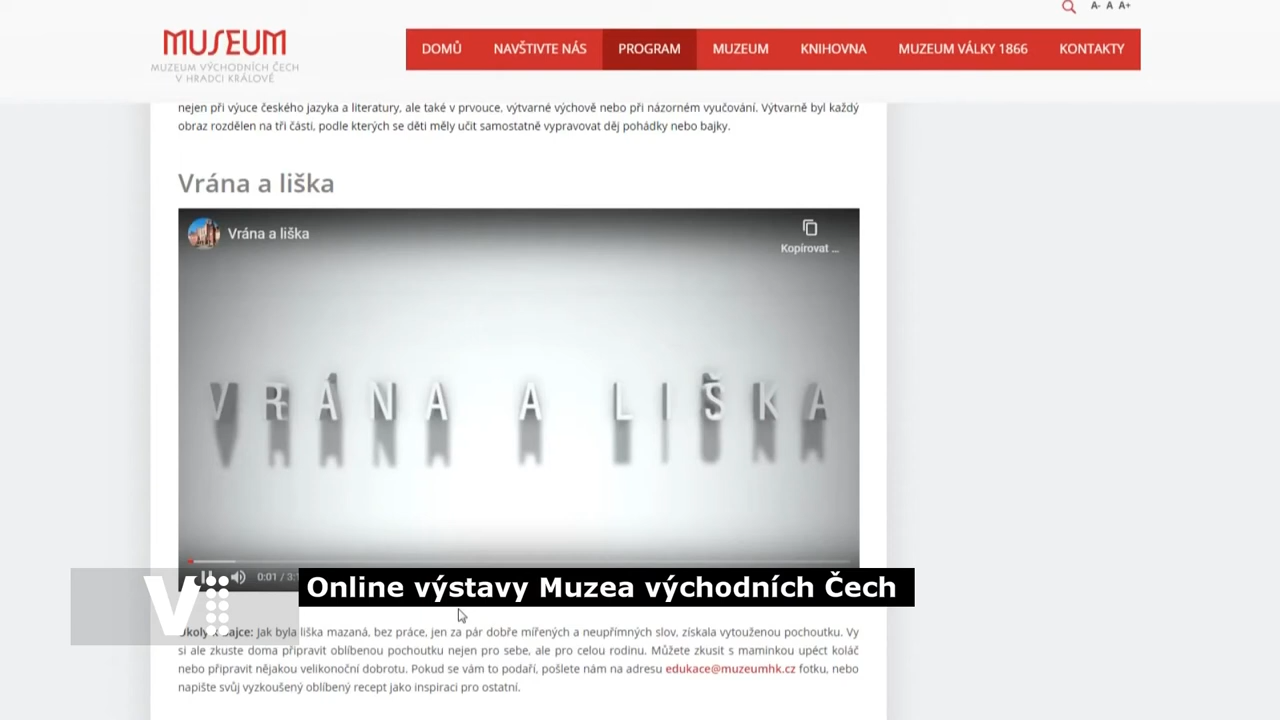 A- A A+
MUSEUM
MUZEUM VÝCHODNÍCH ČECH
V HRADCI KRÁLOVÉ
DOMŮ NAVŠTIVTE NÁS PROGRAM MUZEUM KNIHOVNA MUZEUM VÁLKY 1866 KONTAKTY
nejen při výuce českého jazyka a literatury, ale také v prvouce, výtvarné výchově nebo při názorném vyučování. Výtvarně byl každý
obraz rozdělen na tři části, podle kterých se děti měly učit samostatně vypravovat děj pohádky nebo bajky.
Vrána a liška
Vrána a liška
Kopírovat ...
VRÁNA A LIŠKA
0:01 / 3:1
Online výstavy Muzea východních Čech
Vi
Úkoly k bajce: Jak byla liška mazaná, bez práce, jen za pár dobře mířených a neupřímných slov, získala vytouženou pochoutku. Vy
si ale zkuste doma připravit oblíbenou pochoutku nejen pro sebe, ale pro celou rodinu. Můžete zkusit s maminkou upéct koláč
nebo připravit nějakou velikonoční dobrotu. Pokud se vám to podaří, pošlete nám na adresu edukace@muzeumhk.cz fotku, nebo
napište svůj vyzkoušený oblíbený recept jako inspiraci pro ostatní.